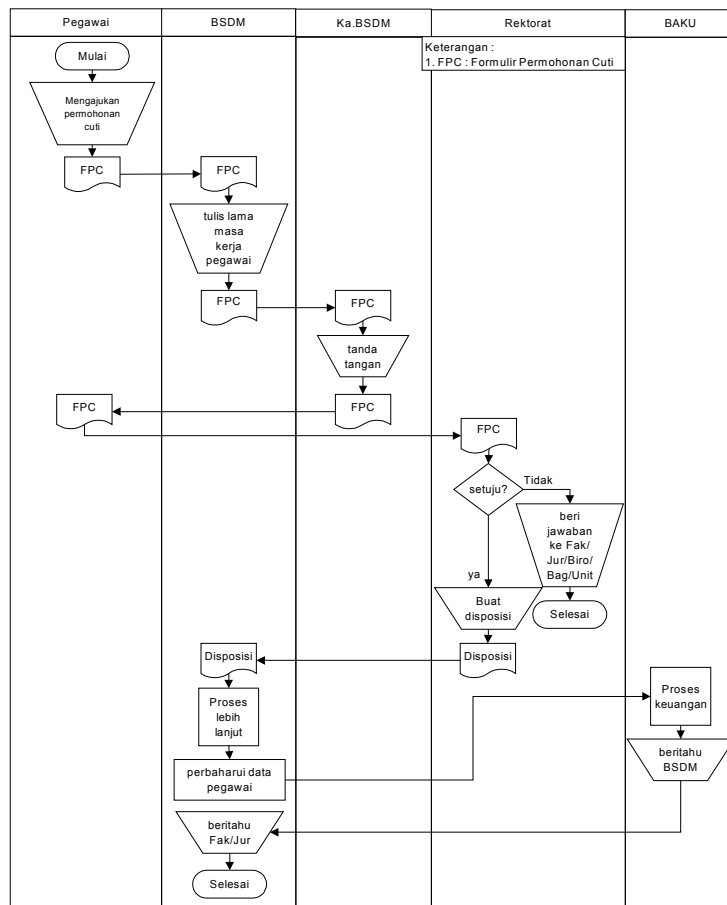 Pegawai
BSDM
Ka.BSDM
Rektorat
BAKU
Keterangan :
1. FPC : Formulir Permohonan Cuti
Mulai
Mengajukan
permohonan
cuti
FPC
FPC
tulis lama
masa
kerja
pegawai
FPC
FPC
tanda
tangan
FPC
FPC
FPC
setuju?
Tidak
beri
jawaban
ke Fak/
Jur/Biro/
Bag/Unit
ya
Buat
disposisi
Selesai
Disposisi
Disposisi
Proses
lebih
lanjut
Proses
keuangan
perbaharui data
pegawai
beritahu
BSDM
beritahu
Fak/Jur
Selesai